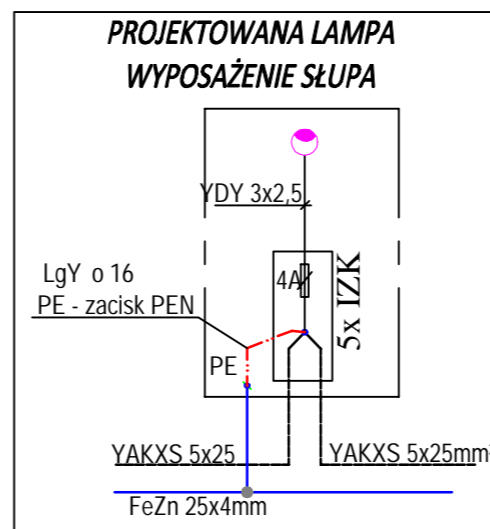 PROJEKTOWANA LAMPA
WYPOSAŻENIE SŁUPA
YDY 3x2,5
LgY o 16
PE - zacisk PEN
4A
5x IZK
PE
YAKXS 5x25
YAKXS 5x25mm²
FeZn 25x4mm